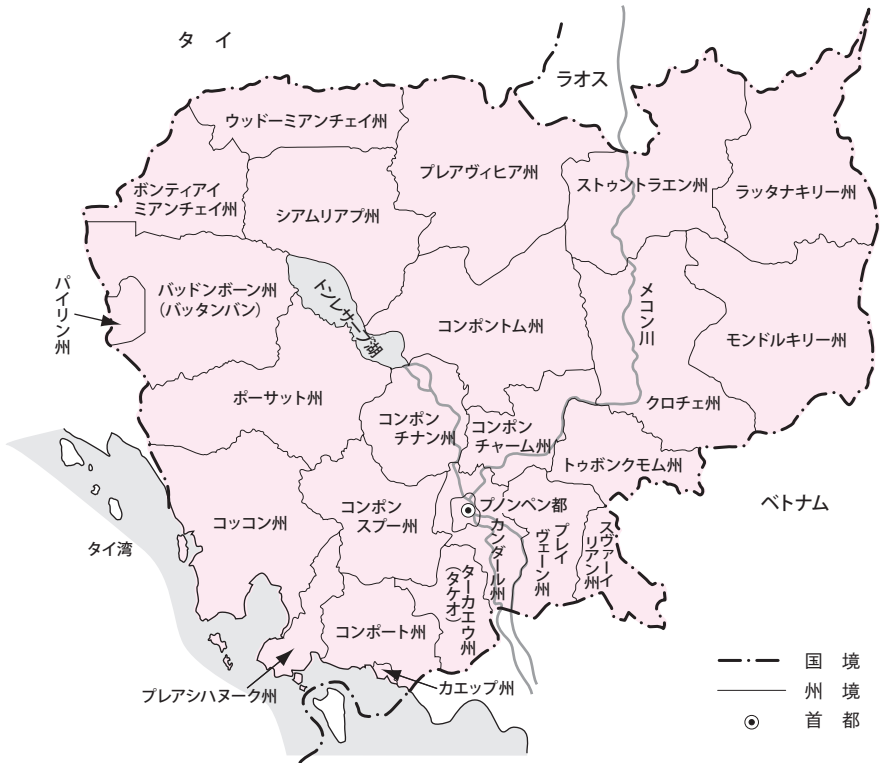 タイ
ラオス
ウッドーミアンチェイ州
プレアヴィヒア州
ストゥントラエン州
ラッタナキリー州
ボンティアイ
ミアンチェイ州
シアムリアプ州
パイリン州
バッドンボーン州
（バッタンバン）
トンレサープ湖
コンポントム州
メコン川
モンドルキリー州
ポーサット州
クロチェ州
コンポン
チナン州
コンポン
チャーム州
トゥボンクモム州
コッコン州
コンポン
スプー州
プノンペン都
カンダール州
プレイ
ヴェーン州
スヴァーイ
リアン州
ベトナム
タイ湾
ターカエウ州
（タケオ）
コンポート州
プレアシハヌーク州
カエップ州
国境
州境
首都